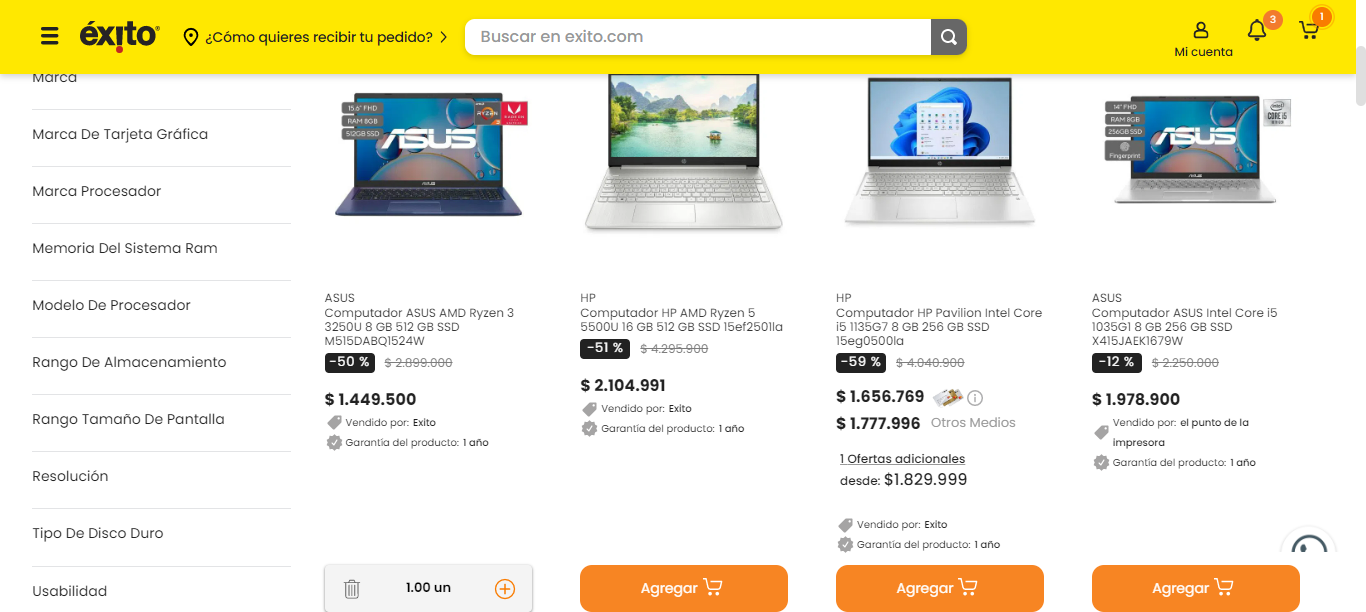 éxito
¿Cómo quieres recibir tu pedido?
Buscar en exito.com
Mi cuenta
3
1
Marca
Marca De Tarjeta Gráfica
Marca Procesador
Memoria Del Sistema Ram
Modelo De Procesador
Rango De Almacenamiento
Rango Tamaño De Pantalla
Resolución
Tipo De Disco Duro
Usabilidad
15.6" FHD
RAM 8GB
512GB SSD
ASUS
RYZEN
3
ASUS
Computador ASUS AMD Ryzen 3
3250U 8 GB 512 GB SSD
M515DABQ1524W
-50 % $ 2.899.000
$ 1.449.500
Vendido por: Exito
Garantía del producto: 1 año
1.00 un
HP
Computador HP AMD Ryzen 5
5500U 16 GB 512 GB SSD 15ef2501la
-51 % $ 4.295.900
$ 2.104.991
Vendido por: Exito
Garantía del producto: 1 año
Agregar
HP
Computador HP Pavilion Intel Core
i5 1135G7 8 GB 256 GB SSD
15eg0500la
-59 % $ 4.040.900
$ 1.656.769
$ 1.777.996 Otros Medios
1 Ofertas adicionales
desde: $1.829.999
Vendido por: Exito
Garantía del producto: 1 año
Agregar
14" FHD
RAM 8GB
256GB SSD
Fingerprint
ASUS
CORE i5
ASUS
Computador ASUS Intel Core i5
1035G1 8 GB 256 GB SSD
X415JAEK1679W
-12 % $ 2.250.000
$ 1.978.900
Vendido por: el punto de la
impresora
Garantía del producto: 1 año
Agregar